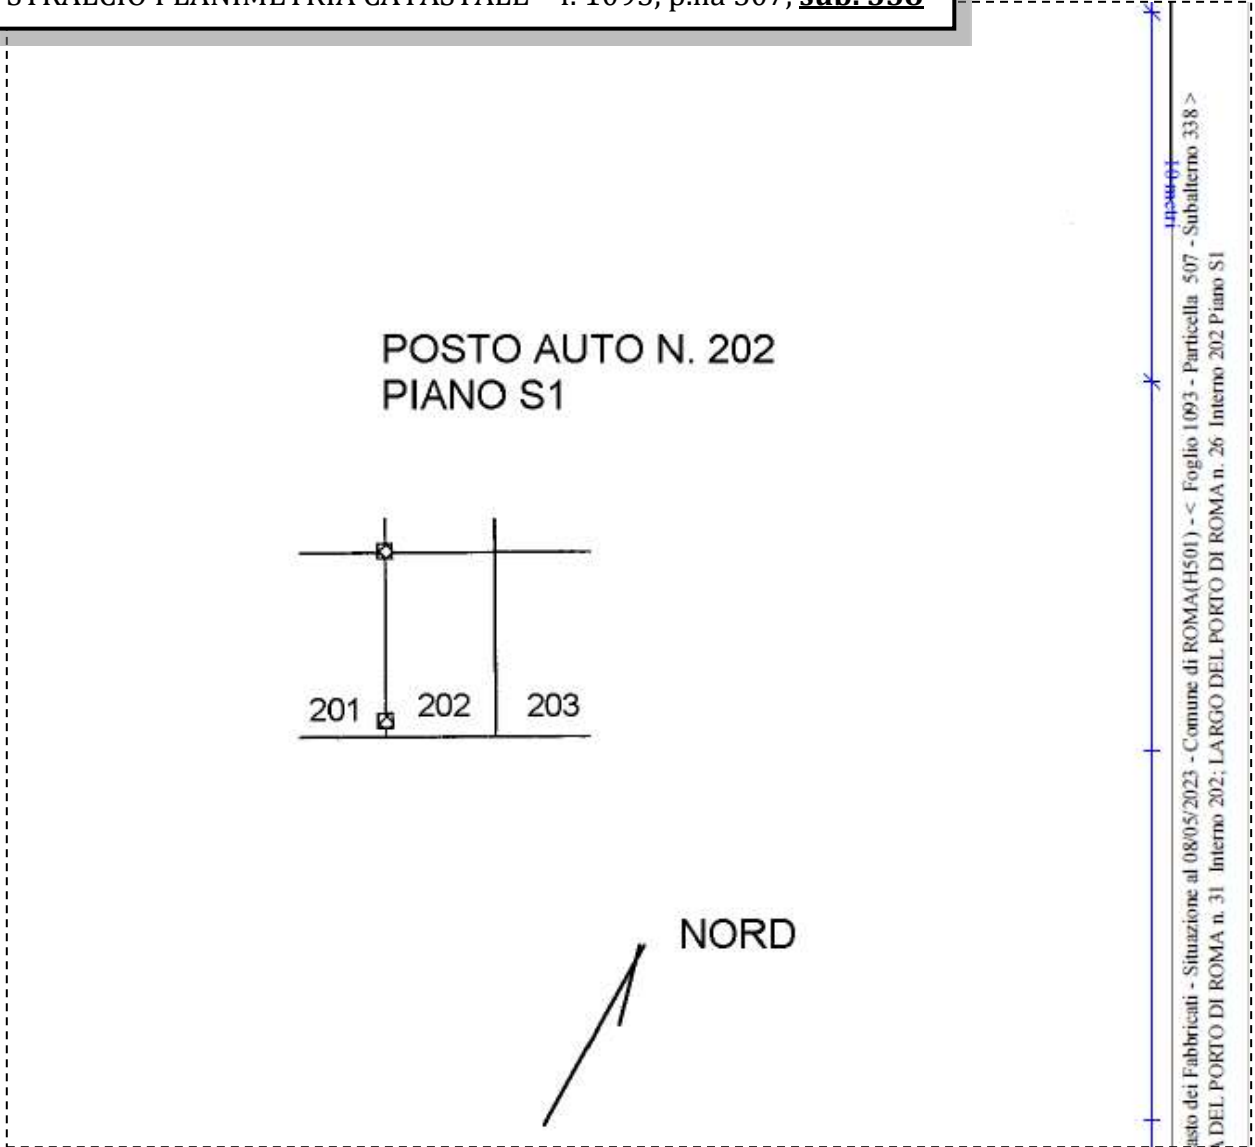 STRALCIO PLANIMETRIA CATASTALE – f. 1093, p.lla 507, sub. 338
POSTO AUTO N. 202
PIANO S1
201 202 203
NORD
10 metri
asto dei Fabbricati - Situazione al 08/05/2023 - Comune di ROMA(H501) - < Foglio 1093 - Particella 507 - Subalterno 338 >
A DEL PORTO DI ROMA n. 31 Interno 202; LARGO DEL PORTO DI ROMA n. 26 Interno 202 Piano S1